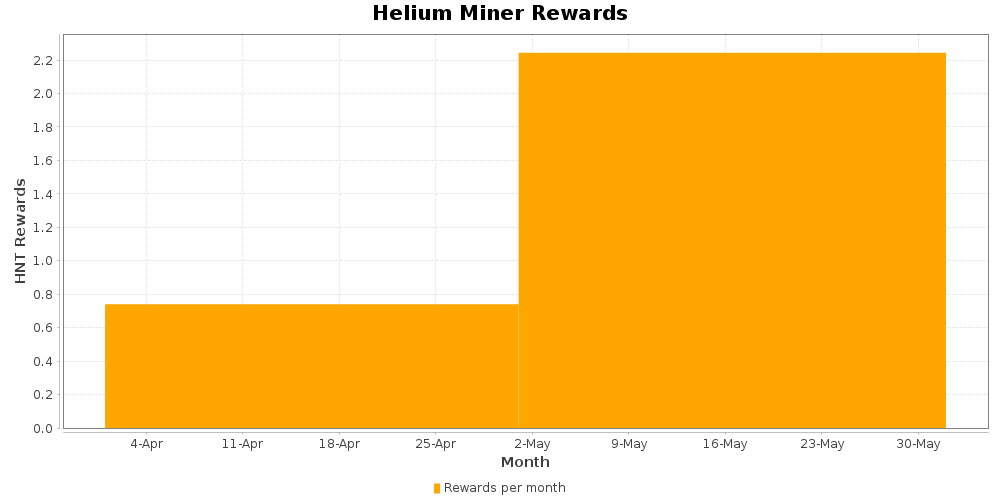 Helium Miner Rewards
HNT Rewards
2.2
2.0
1.8
1.6
1.4
1.2
1.0
0.8
0.6
0.4
0.2
0.0
4-Apr 11-Apr 18-Apr 25-Apr 2-May 9-May 16-May 23-May 30-May
Month
Rewards per month